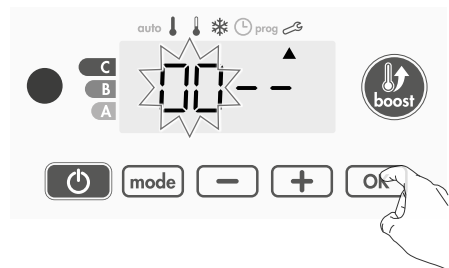 auto prog
C
B
A
00--
boost
mode - + OK